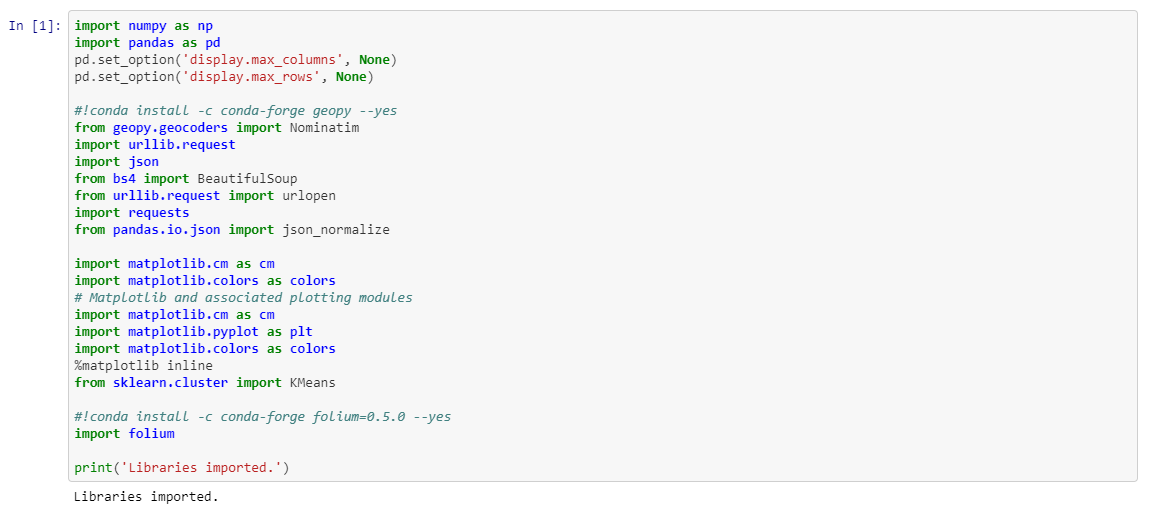 In [1]: import numpy as np
import pandas as pd
pd.set_option('display.max_columns', None)
pd.set_option('display.max_rows', None)
#!conda install -c conda-forge geopy --yes
from geopy.geocoders import Nominatim
import urllib.request
import json
from bs4 import BeautifulSoup
from urllib.request import urlopen
import requests
from pandas.io.json import json_normalize
import matplotlib.cm as cm
import matplotlib.colors as colors
# Matplotlib and associated plotting modules
import matplotlib.cm as cm
import matplotlib.pyplot as plt
import matplotlib.colors as colors
%matplotlib inline
from sklearn.cluster import KMeans
#!conda install -c conda-forge folium=0.5.0 --yes
import folium
print('Libraries imported.')
Libraries imported.